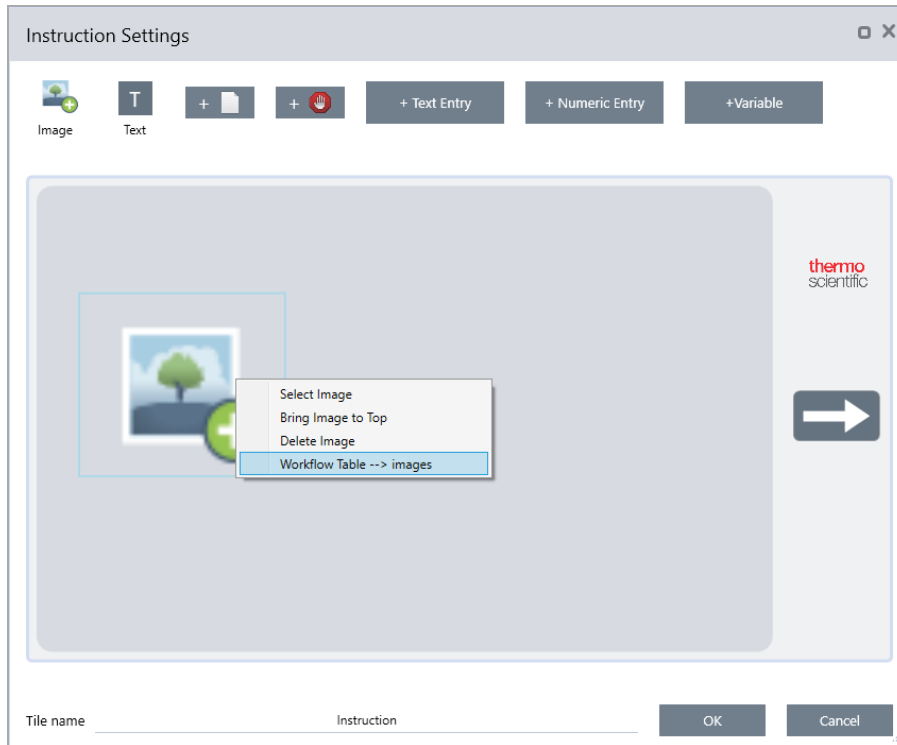 Instruction Settings
Image
T
Text
+
+
+ Text Entry
+ Numeric Entry
+Variable
thermo
scientific
Select Image
Bring Image to Top
Delete Image
Workflow Table --> images
Tile name
Instruction
OK
Cancel